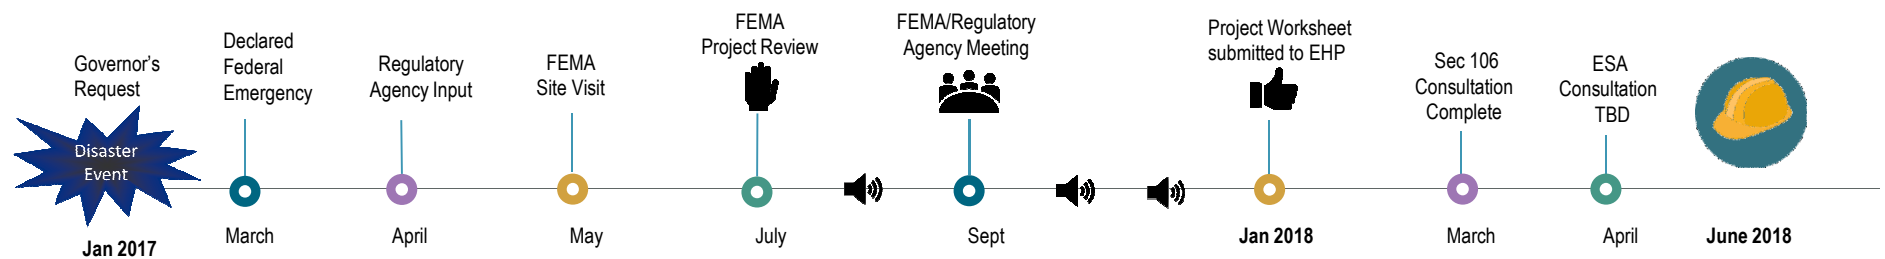 Governor's
Request
Disaster
Event
Jan 2017
Declared
Federal
Emergency
March
Regulatory
Agency Input
April
FEMA
Site Visit
May
FEMA
Project Review
July
FEMA/Regulatory
Agency Meeting
Sept
Project Worksheet
submitted to EHP
Jan 2018
Sec 106
Consultation
Complete
March
ESA
Consultation
TBD
April
June 2018